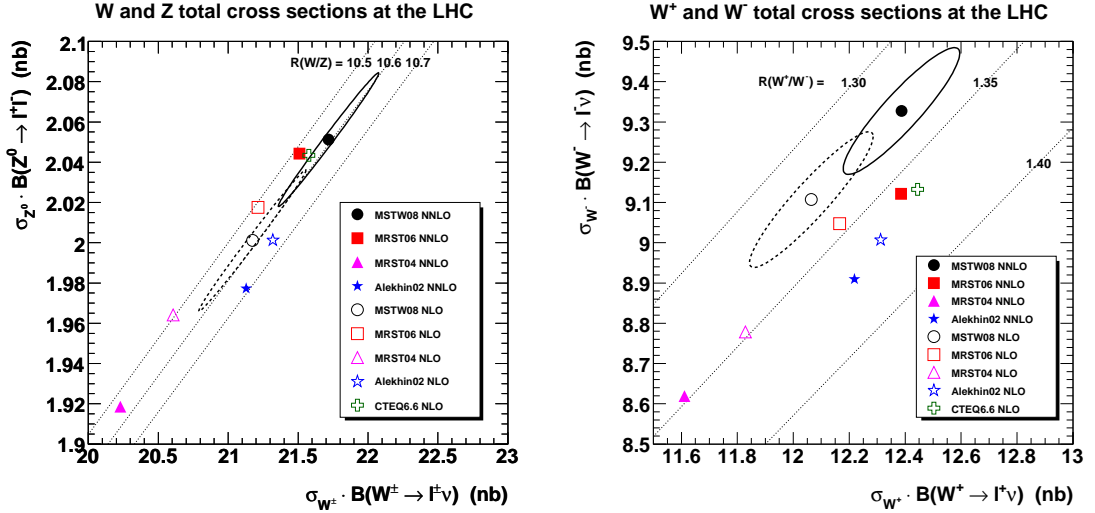 W and Z total cross sections at the LHC
σ_Z⁰ · B(Z⁰ → l⁺l⁻) (nb)
2.1
2.08
2.06
2.04
2.02
2
1.98
1.96
1.94
1.92
1.9
R(W/Z) = 10.5 10.6 10.7
MSTW08 NNLO
MRST06 NNLO
MRST04 NNLO
Alekhin02 NNLO
MSTW08 NLO
MRST06 NLO
MRST04 NLO
Alekhin02 NLO
CTEQ6.6 NLO
20 20.5 21 21.5 22 22.5 23
σ_W± · B(W± → l±ν) (nb)
W⁺ and W⁻ total cross sections at the LHC
σ_W⁻ · B(W⁻ → l⁻ν) (nb)
9.5
9.4
9.3
9.2
9.1
9
8.9
8.8
8.7
8.6
8.5
R(W⁺/W⁻) = 1.30 1.35
1.40
MSTW08 NNLO
MRST06 NNLO
MRST04 NNLO
Alekhin02 NNLO
MSTW08 NLO
MRST06 NLO
MRST04 NLO
Alekhin02 NLO
CTEQ6.6 NLO
11.6 11.8 12 12.2 12.4 12.6 12.8 13
σ_W⁺ · B(W⁺ → l⁺ν) (nb)